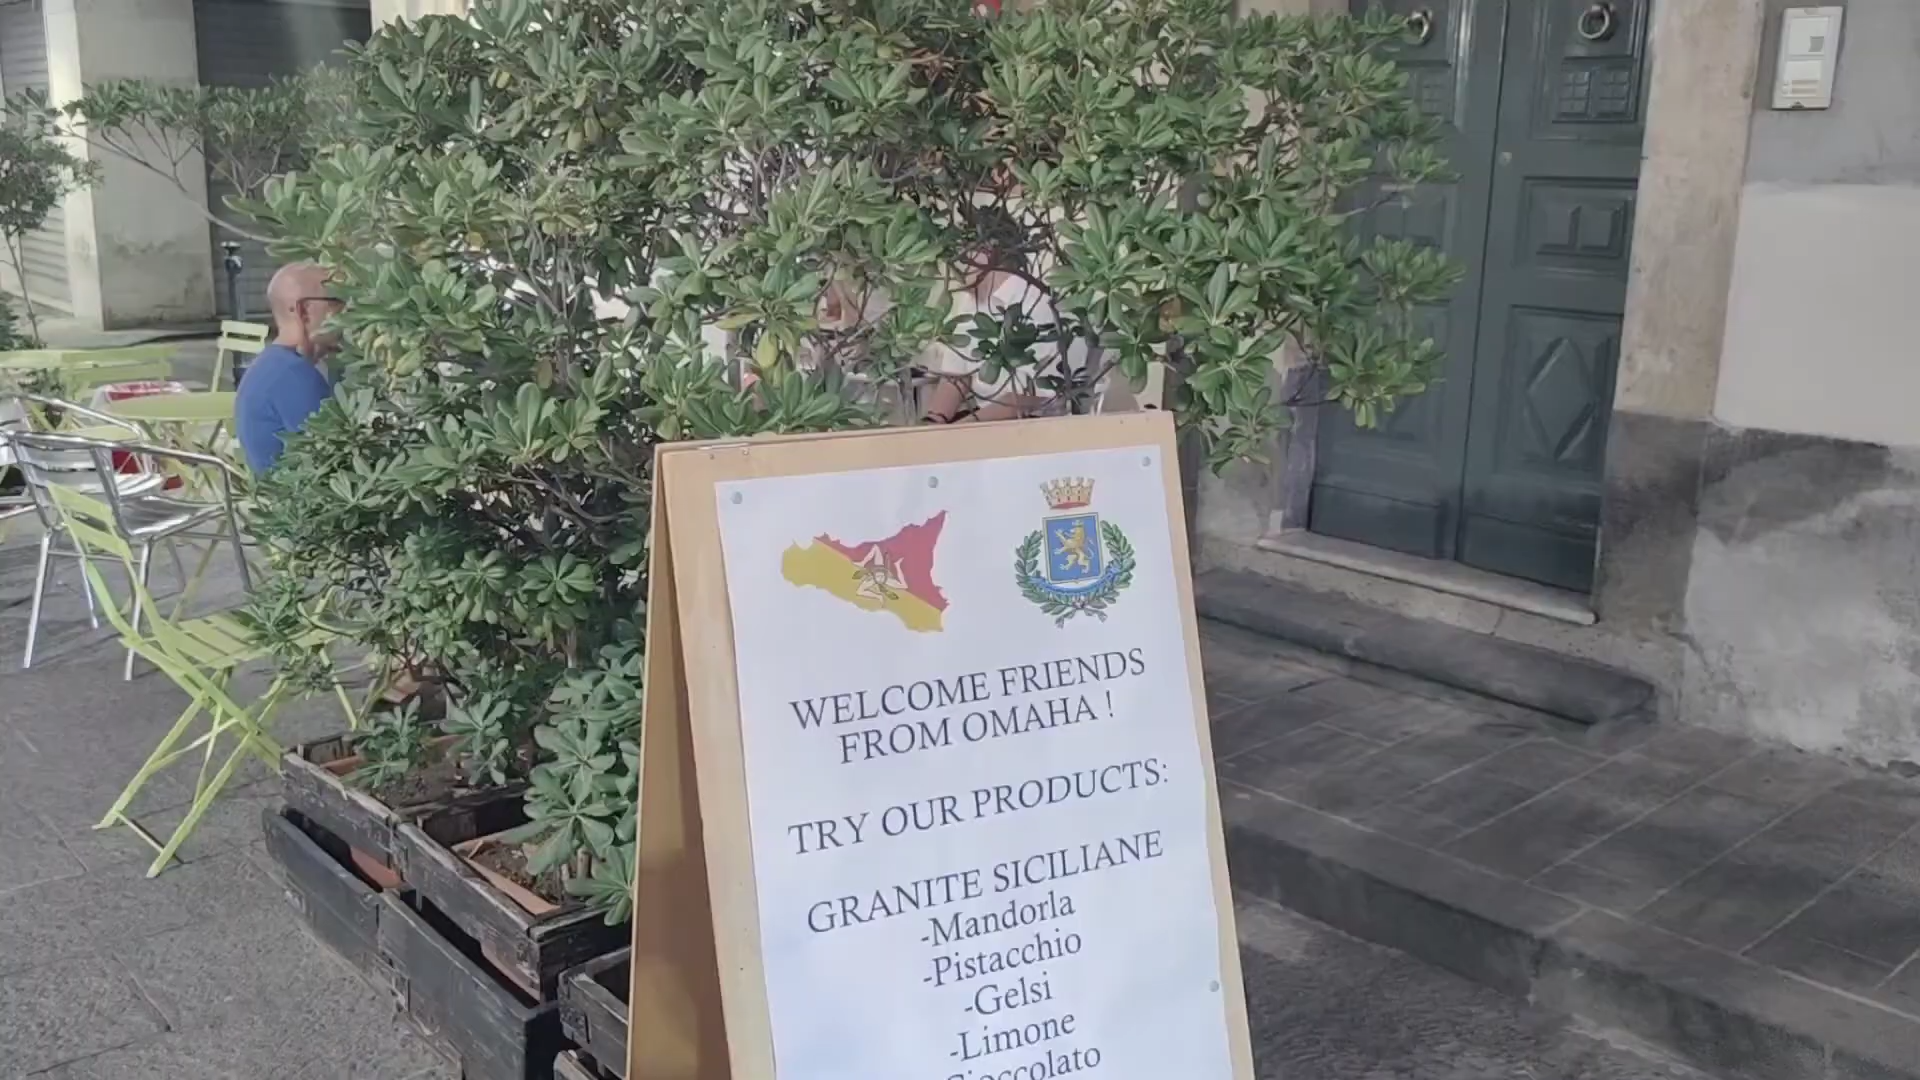 WELCOME FRIENDS
FROM OMAHA !
TRY OUR PRODUCTS:
GRANITE SICILIANE
-Mandorla
-Pistacchio
-Gelsi
-Limone